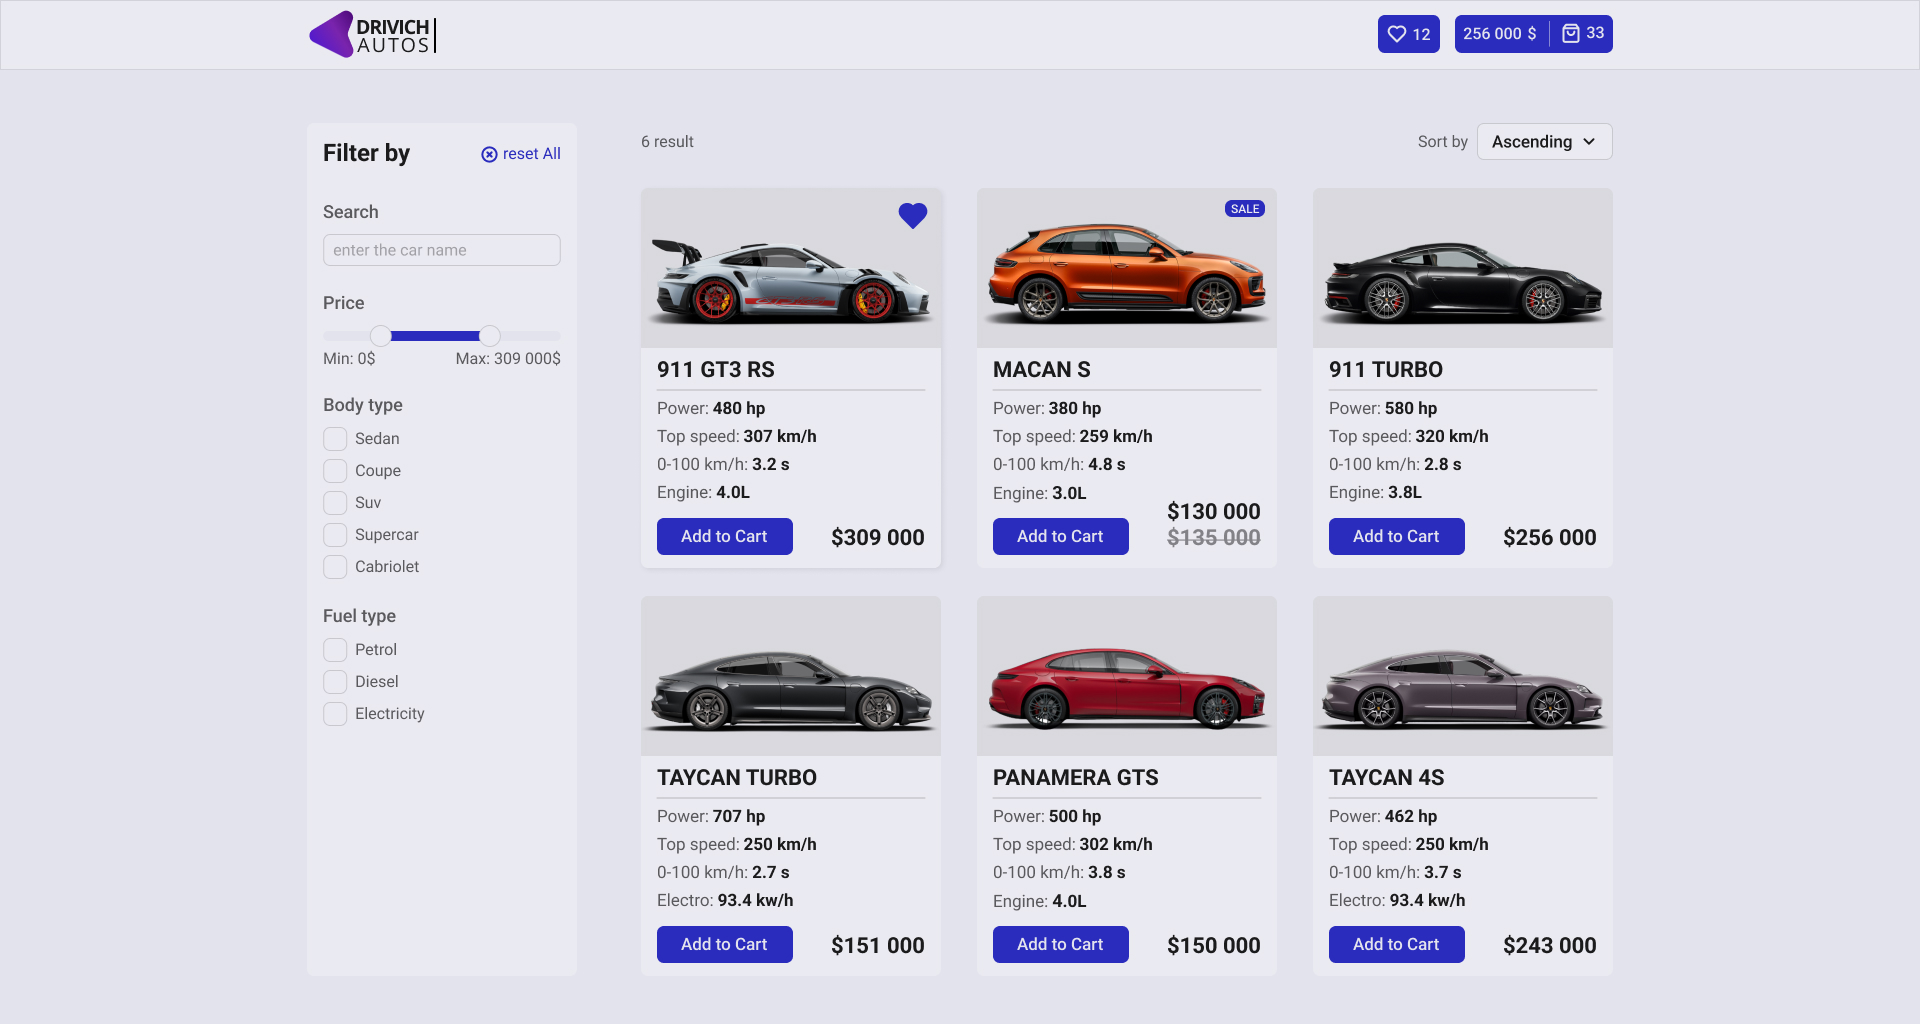 DRIVICH
AUTOS
12
256 000 $
33
Filter by
reset All
Search
enter the car name
Price
Min: 0$
Max: 309 000$
Body type
Sedan
Coupe
Suv
Supercar
Cabriolet
Fuel type
Petrol
Diesel
Electricity
6 result
Sort by
Ascending
911 GT3 RS
Power: 480 hp
Top speed: 307 km/h
0-100 km/h: 3.2 s
Engine: 4.0L
Add to Cart
$309 000
SALE
MACAN S
Power: 380 hp
Top speed: 259 km/h
0-100 km/h: 4.8 s
Engine: 3.0L
$130 000
Add to Cart
$135 000
911 TURBO
Power: 580 hp
Top speed: 320 km/h
0-100 km/h: 2.8 s
Engine: 3.8L
Add to Cart
$256 000
TAYCAN TURBO
Power: 707 hp
Top speed: 250 km/h
0-100 km/h: 2.7 s
Electro: 93.4 kw/h
Add to Cart
$151 000
PANAMERA GTS
Power: 500 hp
Top speed: 302 km/h
0-100 km/h: 3.8 s
Engine: 4.0L
Add to Cart
$150 000
TAYCAN 4S
Power: 462 hp
Top speed: 250 km/h
0-100 km/h: 3.7 s
Electro: 93.4 kw/h
Add to Cart
$243 000